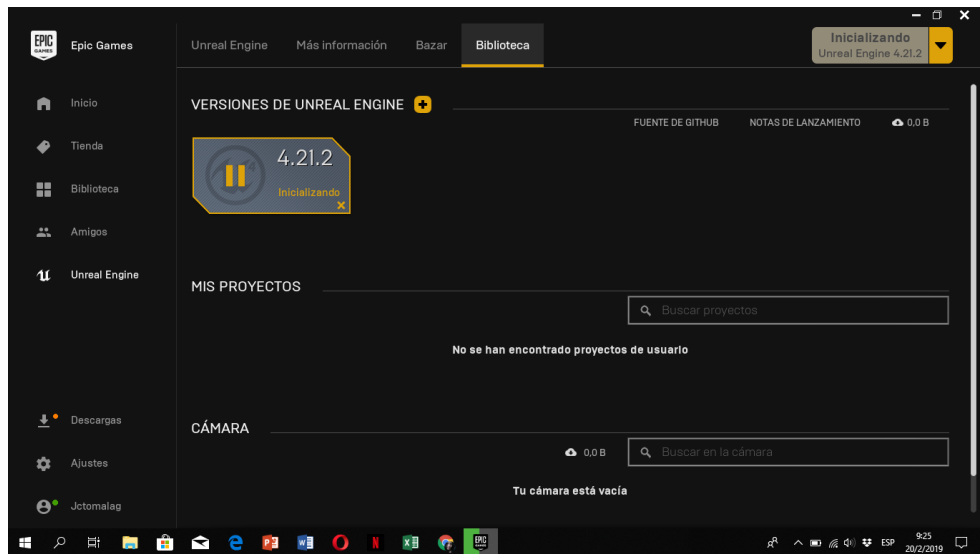 EPIC
GAMES
Epic Games
Unreal Engine
Más información
Bazar
Biblioteca
Inicializando
Unreal Engine 4.21.2
Inicio
Tienda
Biblioteca
Amigos
Unreal Engine
VERSIONES DE UNREAL ENGINE
FUENTE DE GITHUB
NOTAS DE LANZAMIENTO
0,0 B
4.21.2
Inicializando
MIS PROYECTOS
Buscar proyectos
No se han encontrado proyectos de usuario
CÁMARA
0,0 B
Buscar en la cámara
Tu cámara está vacía
Descargas
Ajustes
Jctomalag
ESP
9:25
20/2/2019